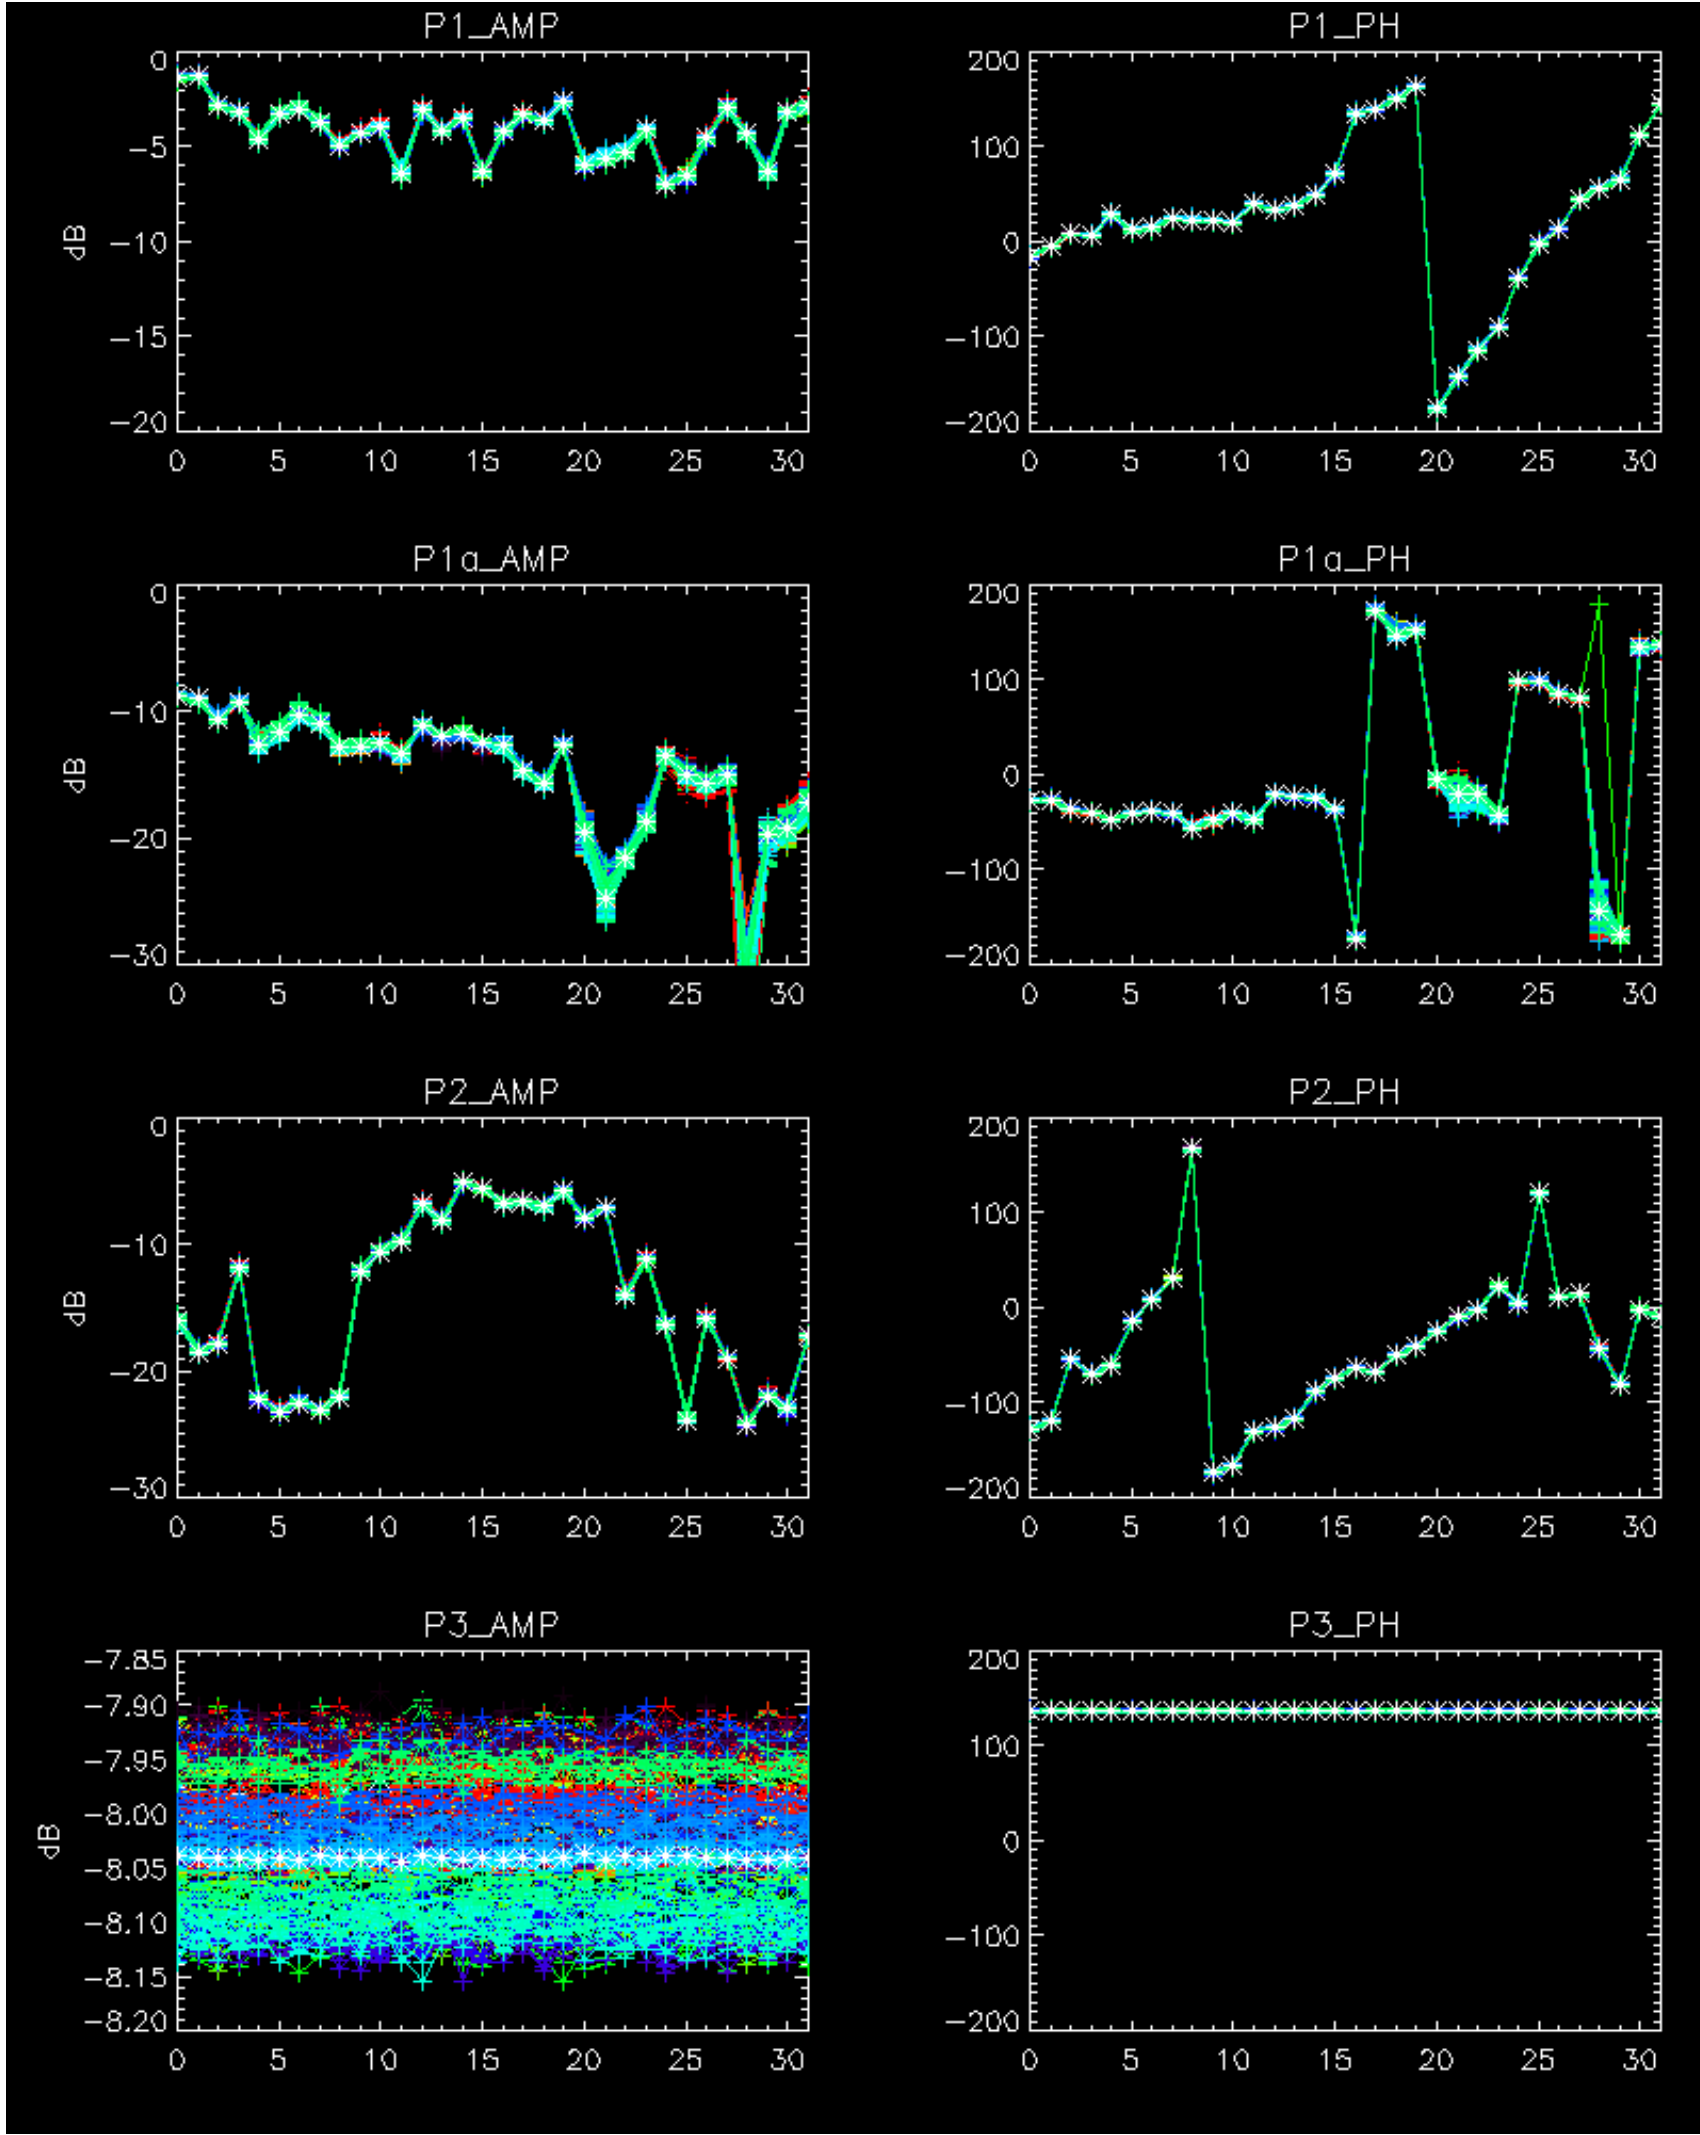 P1_AMP P1_PH
0 200
−5 100
dB
−10 0
−15 −100
−20 −200
0 5 10 15 20 25 30 0 5 10 15 20 25 30
P1a_AMP P1a_PH
0 200
−10 100
dB 0
−20 −100
−30 −200
0 5 10 15 20 25 30 0 5 10 15 20 25 30
P2_AMP P2_PH
0 200
−10 100
dB 0
−20 −100
−30 −200
0 5 10 15 20 25 30 0 5 10 15 20 25 30
P3_AMP P3_PH
−7.85 200
−7.90
−7.95 100
−8.00
dB 0
−8.05
−8.10 −100
−8.15
−8.20 −200
0 5 10 15 20 25 30 0 5 10 15 20 25 30